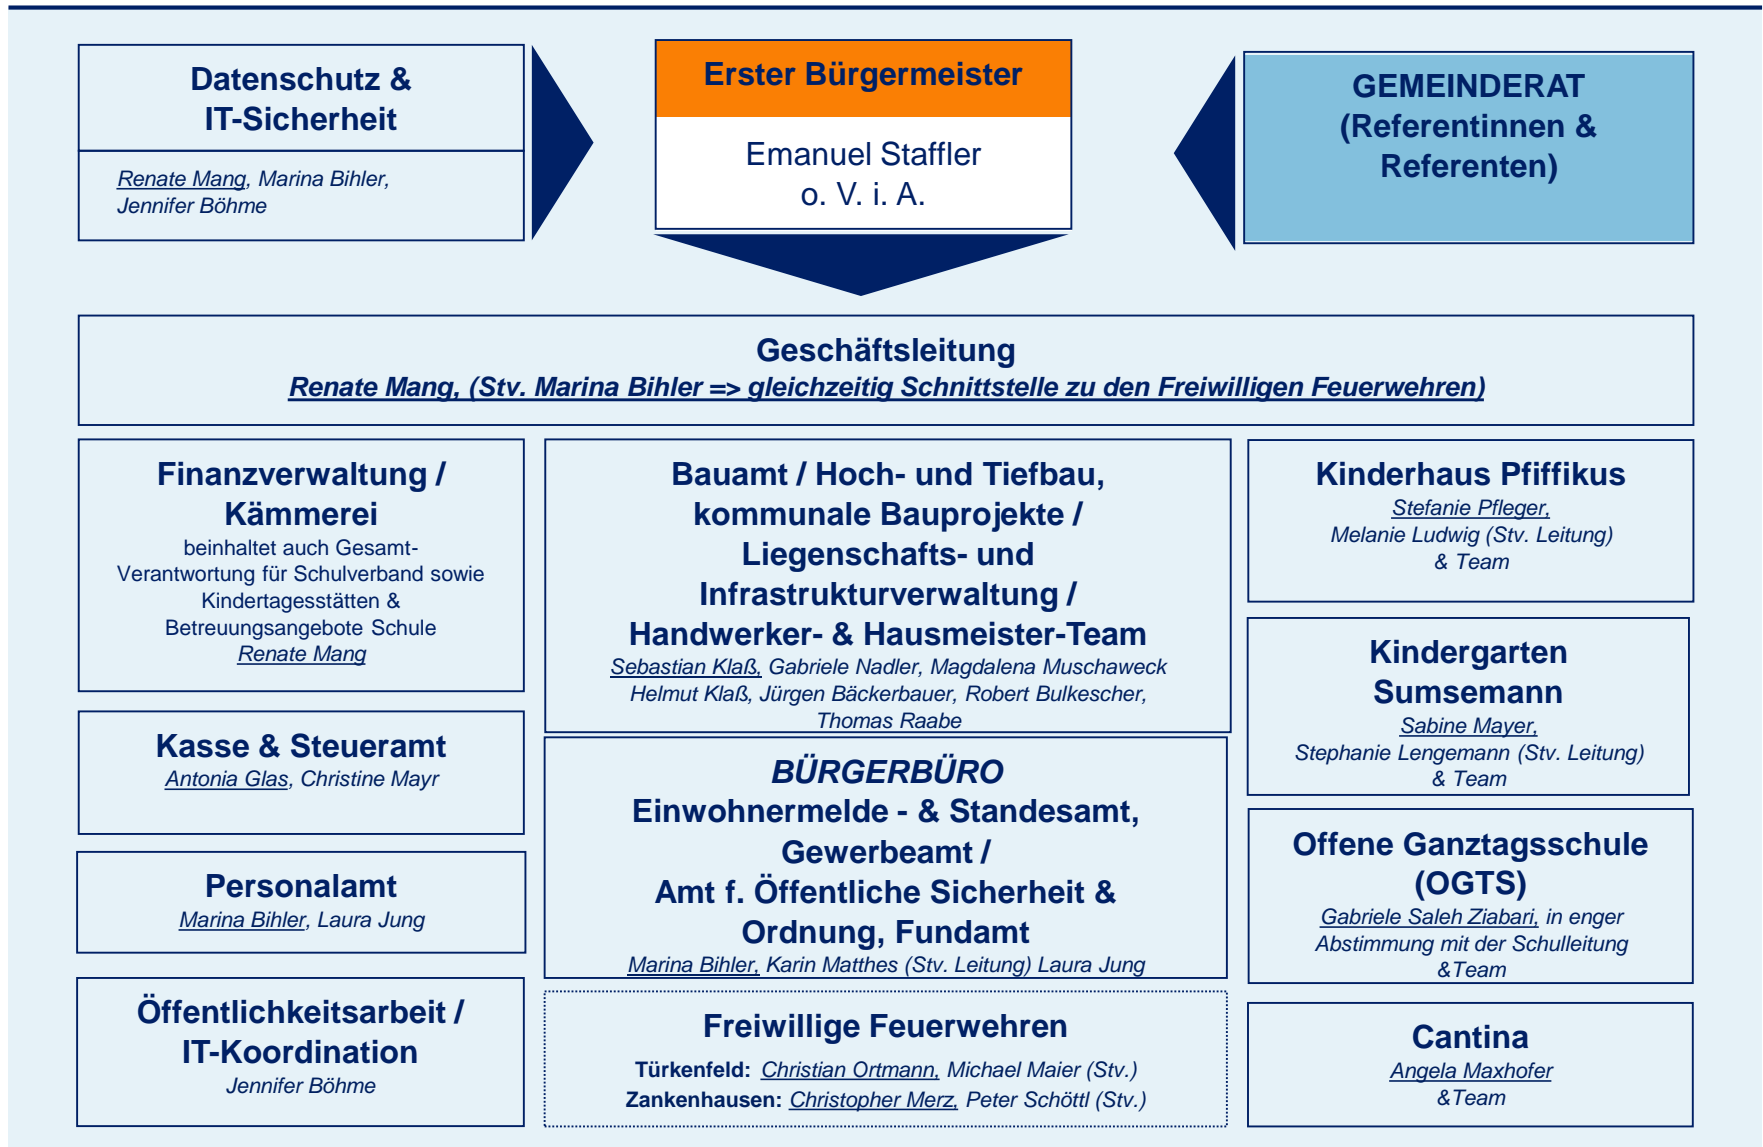 Datenschutz &
IT-Sicherheit
Renate Mang, Marina Bihler,
Jennifer Böhme
Erster Bürgermeister
Emanuel Staffler
o. V. i. A.
GEMEINDERAT
(Referentinnen &
Referenten)
Geschäftsleitung
Renate Mang, (Stv. Marina Bihler => gleichzeitig Schnittstelle zu den Freiwilligen Feuerwehren)
Finanzverwaltung /
Kämmerei
beinhaltet auch Gesamt-
Verantwortung für Schulverband sowie
Kindertagesstätten &
Betreuungsangebote Schule
Renate Mang
Kasse & Steueramt
Antonia Glas, Christine Mayr
Personalamt
Marina Bihler, Laura Jung
Öffentlichkeitsarbeit /
IT-Koordination
Jennifer Böhme
Bauamt / Hoch- und Tiefbau,
kommunale Bauprojekte /
Liegenschafts- und
Infrastrukturverwaltung /
Handwerker- & Hausmeister-Team
Sebastian Klaß, Gabriele Nadler, Magdalena Muschaweck
Helmut Klaß, Jürgen Bäckerbauer, Robert Bulkescher,
Thomas Raabe
BÜRGERBÜRO
Einwohnermelde - & Standesamt,
Gewerbeamt /
Amt f. Öffentliche Sicherheit &
Ordnung, Fundamt
Marina Bihler, Karin Matthes (Stv. Leitung) Laura Jung
Freiwillige Feuerwehren
Türkenfeld: Christian Ortmann, Michael Maier (Stv.)
Zankenhausen: Christopher Merz, Peter Schöttl (Stv.)
Kinderhaus Pfiffikus
Stefanie Pfleger,
Melanie Ludwig (Stv. Leitung)
& Team
Kindergarten
Sumsemann
Sabine Mayer,
Stephanie Lengemann (Stv. Leitung)
& Team
Offene Ganztagsschule
(OGTS)
Gabriele Saleh Ziabari, in enger
Abstimmung mit der Schulleitung
&Team
Cantina
Angela Maxhofer
&Team